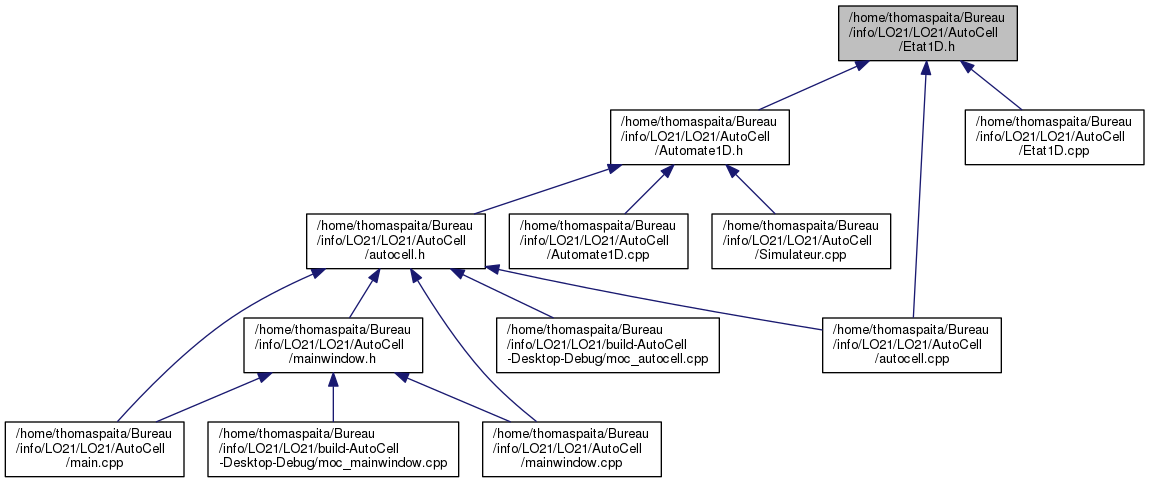 /home/thomaspaita/Bureau
/info/LO21/LO21/AutoCell
/Etat1D.h
/home/thomaspaita/Bureau
/info/LO21/LO21/AutoCell
/Automate1D.h
/home/thomaspaita/Bureau
/info/LO21/LO21/AutoCell
/Etat1D.cpp
/home/thomaspaita/Bureau
/info/LO21/LO21/AutoCell
/autocell.h
/home/thomaspaita/Bureau
/info/LO21/LO21/AutoCell
/Automate1D.cpp
/home/thomaspaita/Bureau
/info/LO21/LO21/AutoCell
/Simulateur.cpp
/home/thomaspaita/Bureau
/info/LO21/LO21/AutoCell
/mainwindow.h
/home/thomaspaita/Bureau
/info/LO21/LO21/build-AutoCell
-Desktop-Debug/moc_autocell.cpp
/home/thomaspaita/Bureau
/info/LO21/LO21/AutoCell
/autocell.cpp
/home/thomaspaita/Bureau
/info/LO21/LO21/AutoCell
/main.cpp
/home/thomaspaita/Bureau
/info/LO21/LO21/build-AutoCell
-Desktop-Debug/moc_mainwindow.cpp
/home/thomaspaita/Bureau
/info/LO21/LO21/AutoCell
/mainwindow.cpp